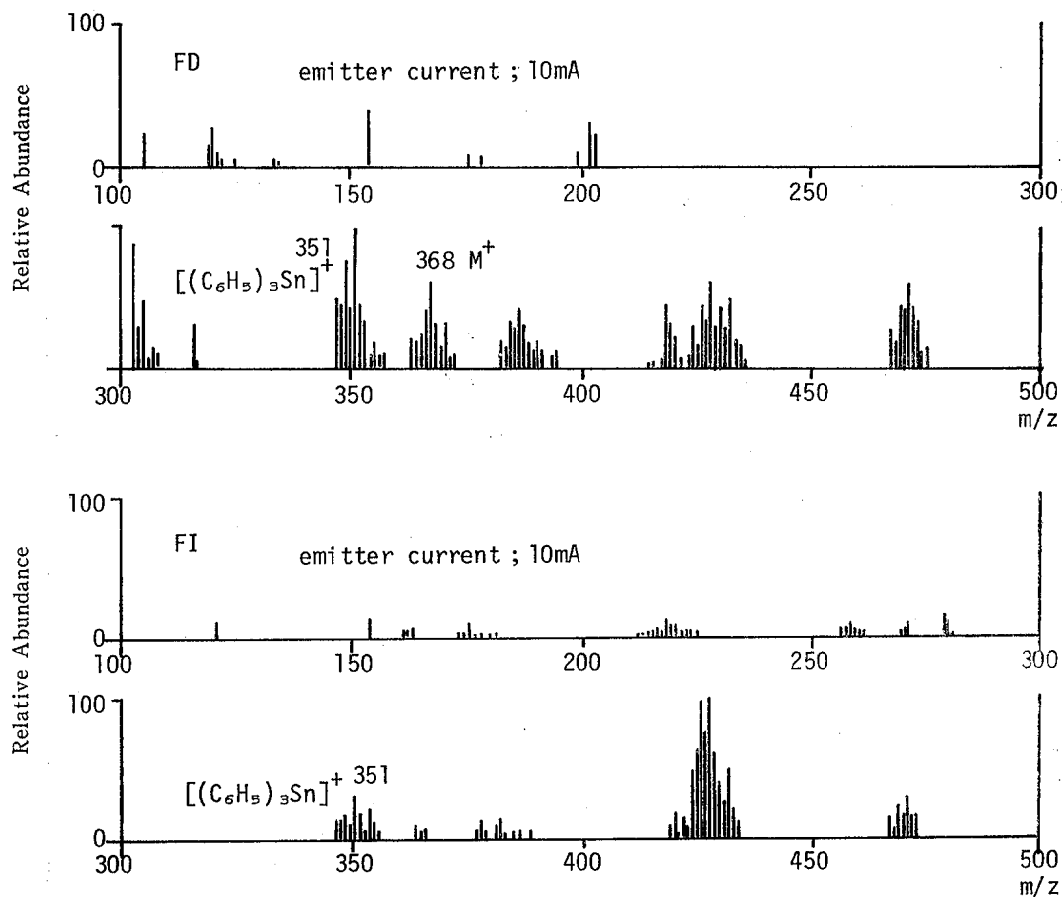 100
FD
emitter current ; 10mA
0
100
150
200
250
300
Relative Abundance
351
[(C₆H₅)₃Sn]⁺
368 M⁺
300
350
400
450
500
m/z
100
FI
emitter current ; 10mA
0
100
150
200
250
300
Relative Abundance
100
[(C₆H₅)₃Sn]⁺ 351
0
300
350
400
450
500
m/z